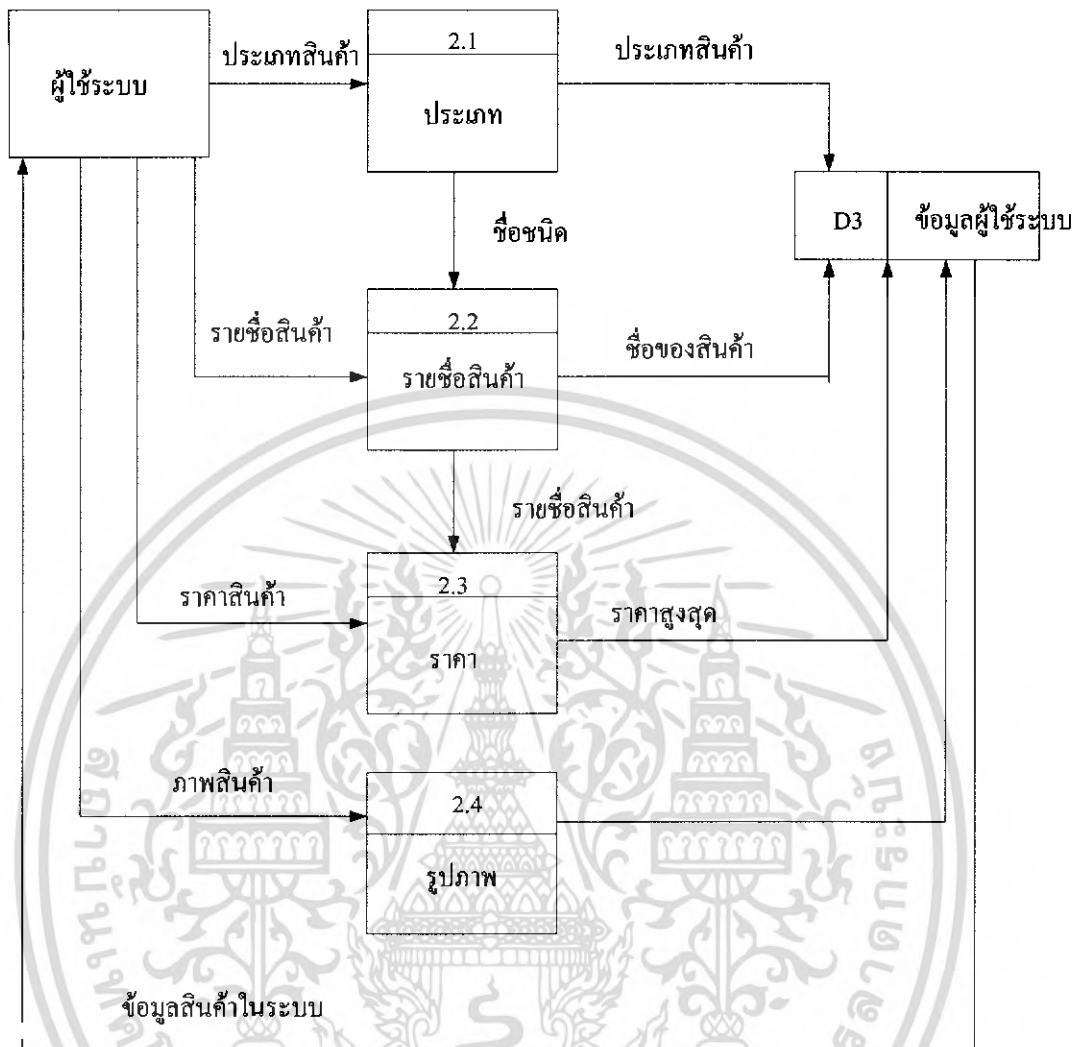 ผู้ใช้ระบบ
ประเภทสินค้า
2.1
ประเภท
ประเภทสินค้า
D3
ข้อมูลผู้ใช้ระบบ
ชื่อชนิด
รายชื่อสินค้า
2.2
รายชื่อสินค้า
ชื่อของสินค้า
รายชื่อสินค้า
ราคาสินค้า
2.3
ราคา
ราคาสูงสุด
ภาพสินค้า
2.4
รูปภาพ
ข้อมูลสินค้าในระบบ